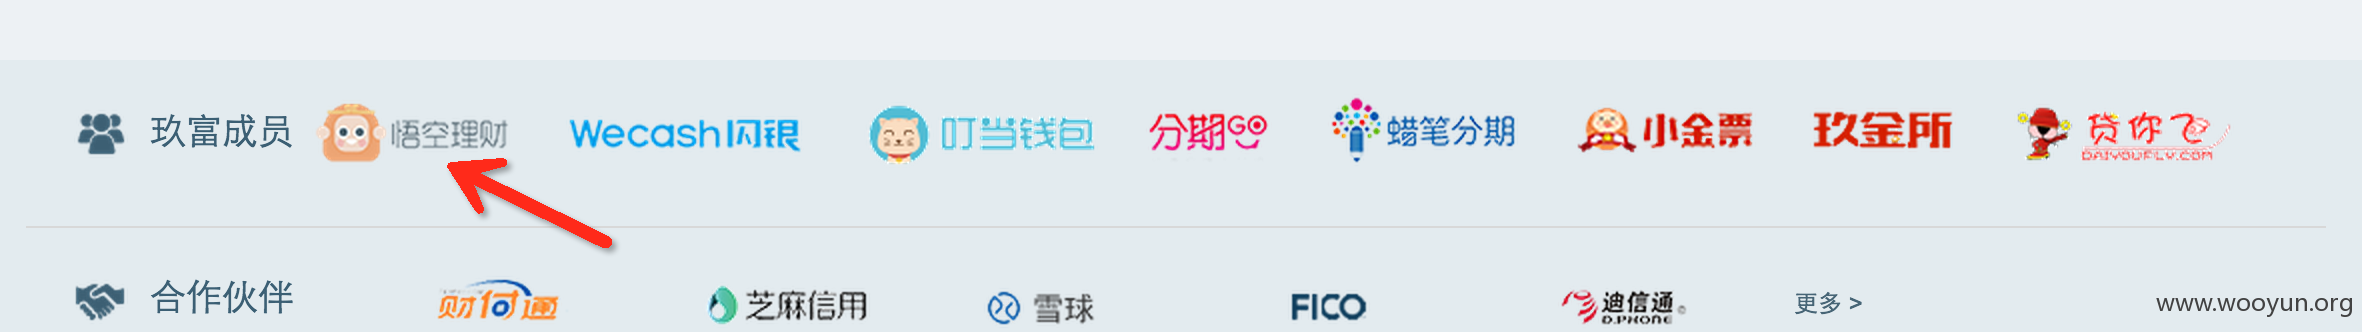 玖富成员 悟空理财 Wecash闪银 叮当钱包 分期GO 蜡笔分期 小金票 玖金所 贷你飞
DAIYOUFLY.COM
合作伙伴 财付通 芝麻信用 雪球 FICO 迪信通 更多 >
D.PHONE
www.wooyun.org